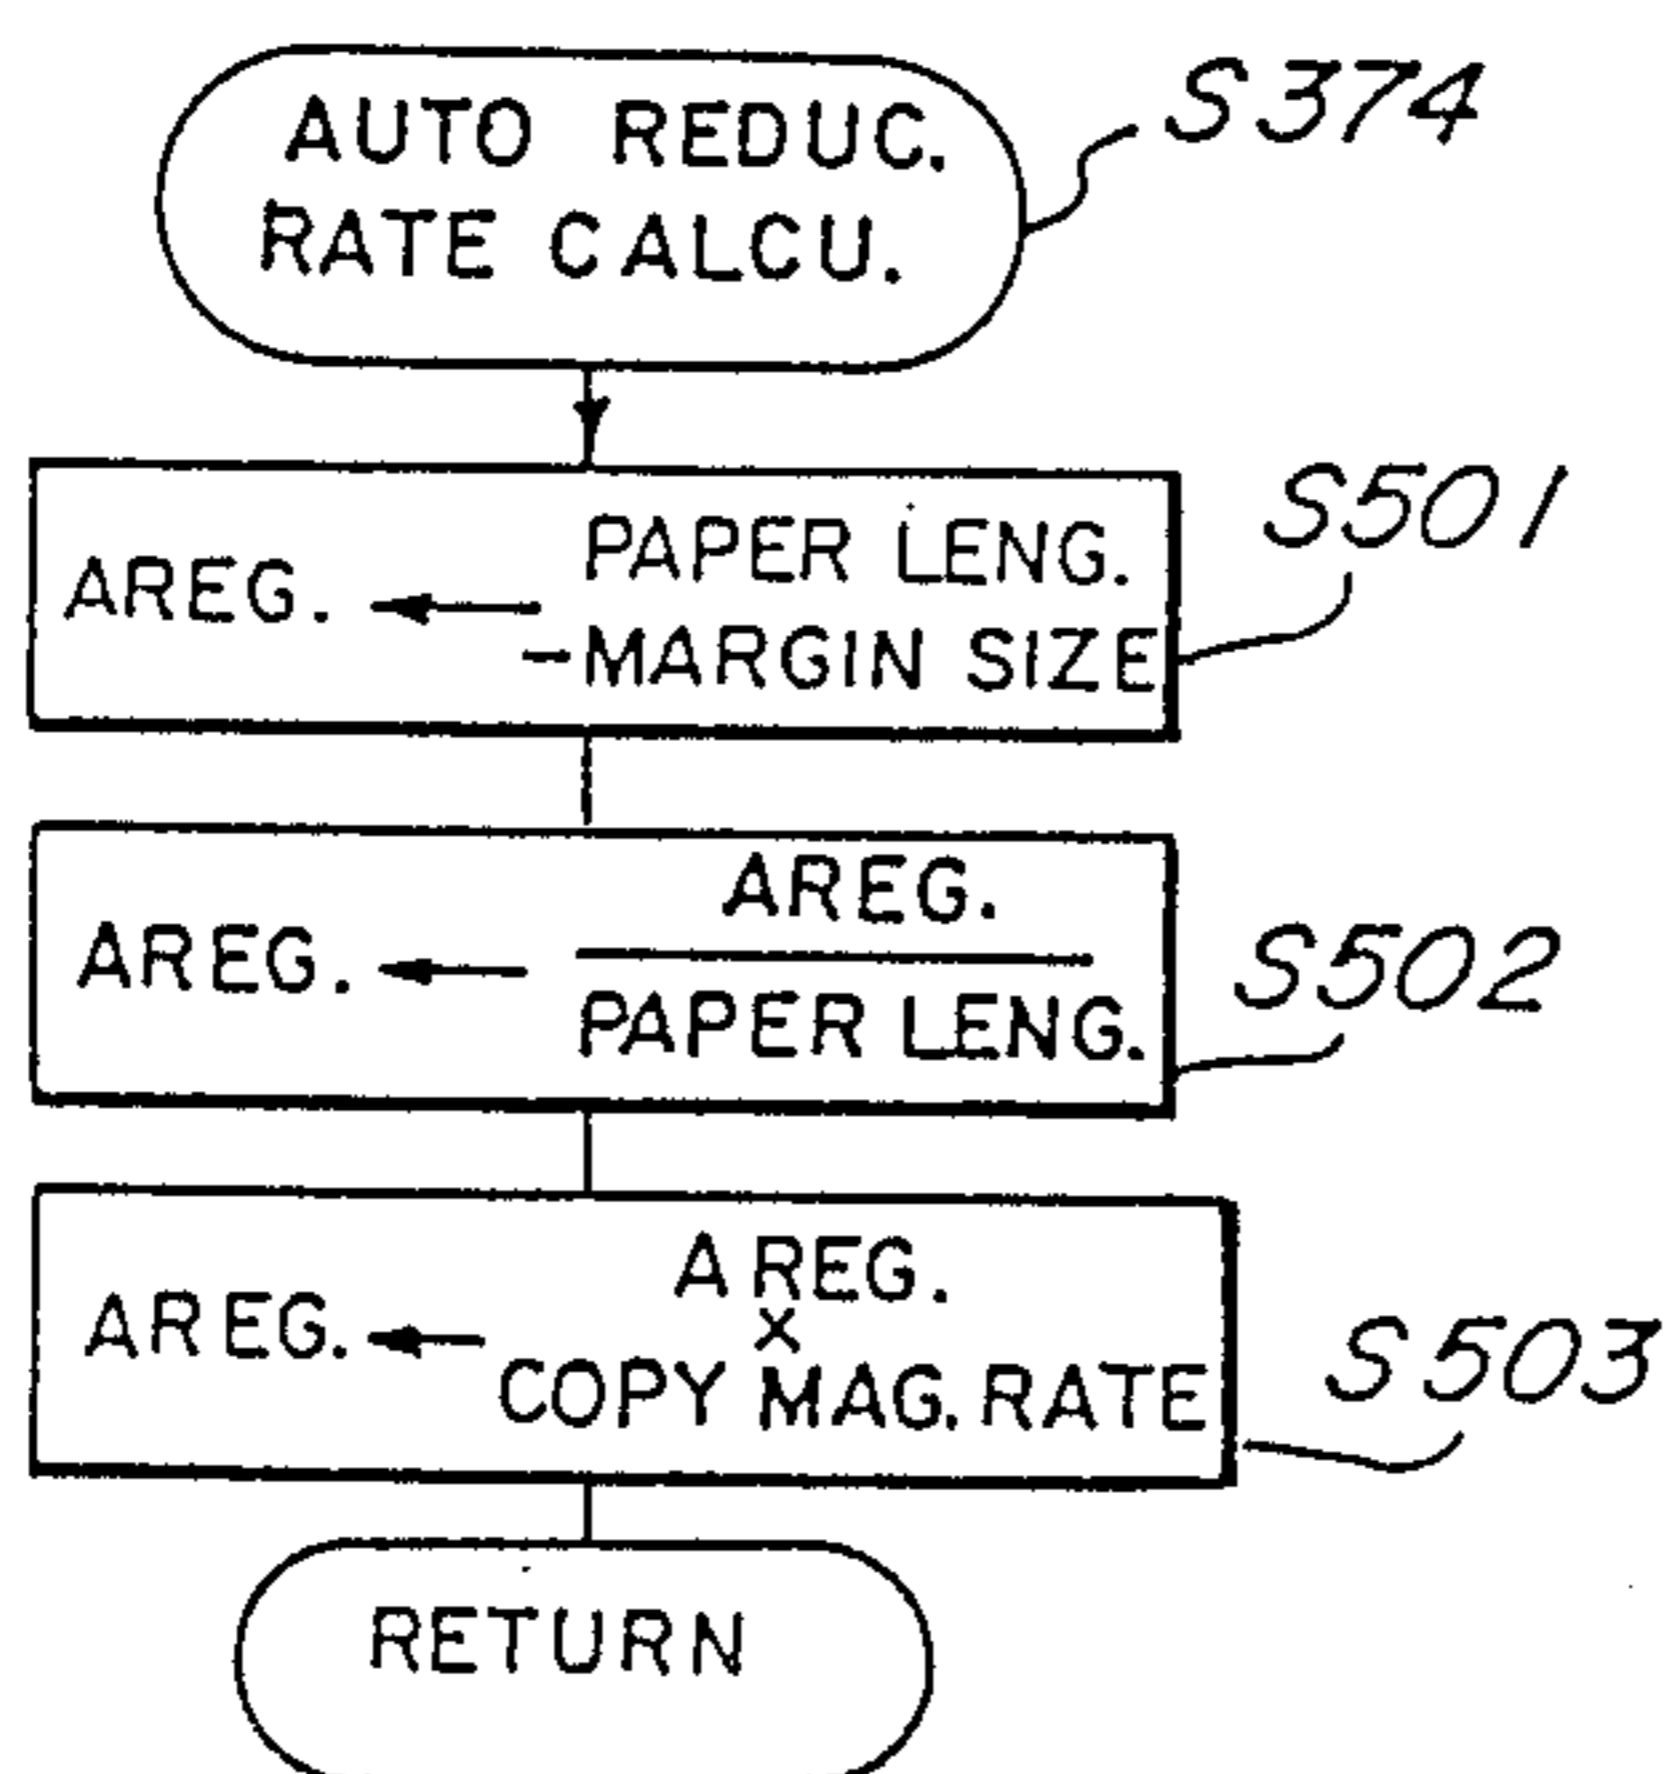 AUTO REDUC.
RATE CALCU.
S374
AREG. ← PAPER LENG.
-MARGIN SIZE
S501
AREG. ← AREG.
PAPER LENG.
S502
AREG. ← AREG.
×
COPY MAG. RATE
S503
RETURN